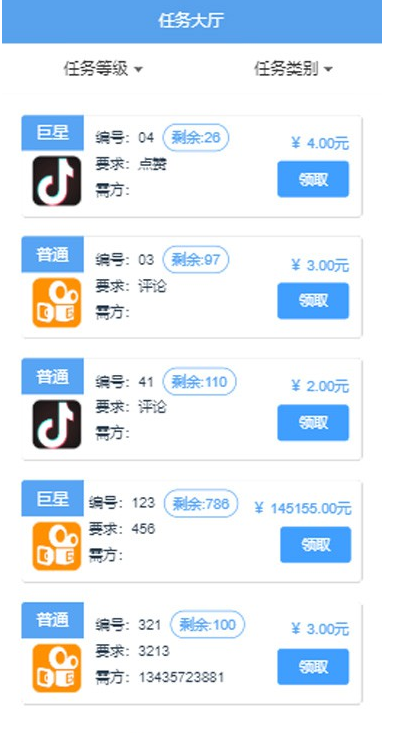 任务大厅
任务等级 任务类别
巨星 编号：04 剩余:26 ￥ 4.00元
要求：点赞 领取
需方：
普通 编号：03 剩余:97 ￥ 3.00元
要求：评论 领取
需方：
普通 编号：41 剩余:110 ￥ 2.00元
要求：评论 领取
需方：
巨星 编号：123 剩余:786 ￥ 145155.00元
要求：456 领取
需方：
普通 编号：321 剩余:100 ￥ 3.00元
要求：3213 领取
需方：13435723881